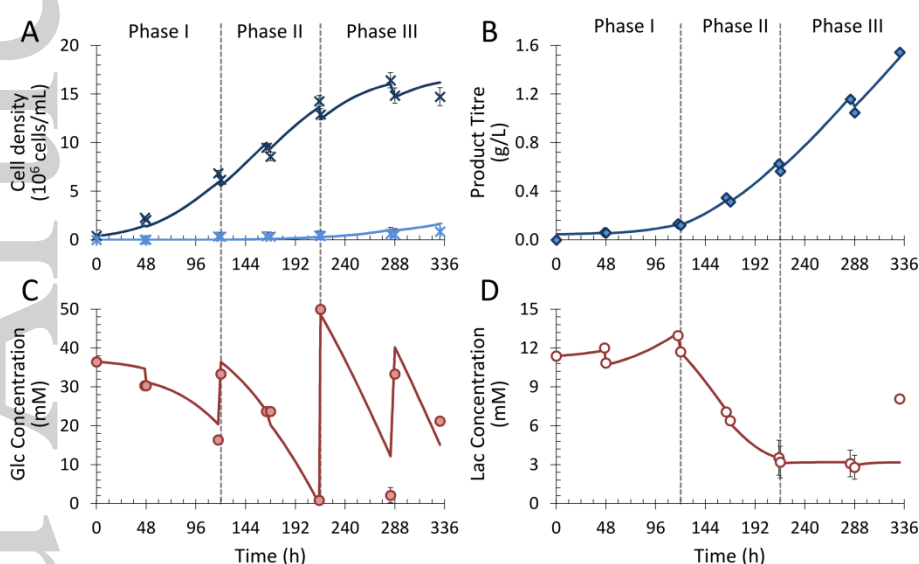 A
Phase I
Phase II
Phase III
20
15
10
5
0
Cell density
(10⁶ cells/mL)
0 48 96 144 192 240 288 336
B
Phase I
Phase II
Phase III
1.6
1.2
0.8
0.4
0.0
Product Titre
(g/L)
0 48 96 144 192 240 288 336
C
50
40
30
20
10
0
Glc Concentration
(mM)
0 48 96 144 192 240 288 336
Time (h)
D
15
12
9
6
3
0
Lac Concentration
(mM)
0 48 96 144 192 240 288 336
Time (h)